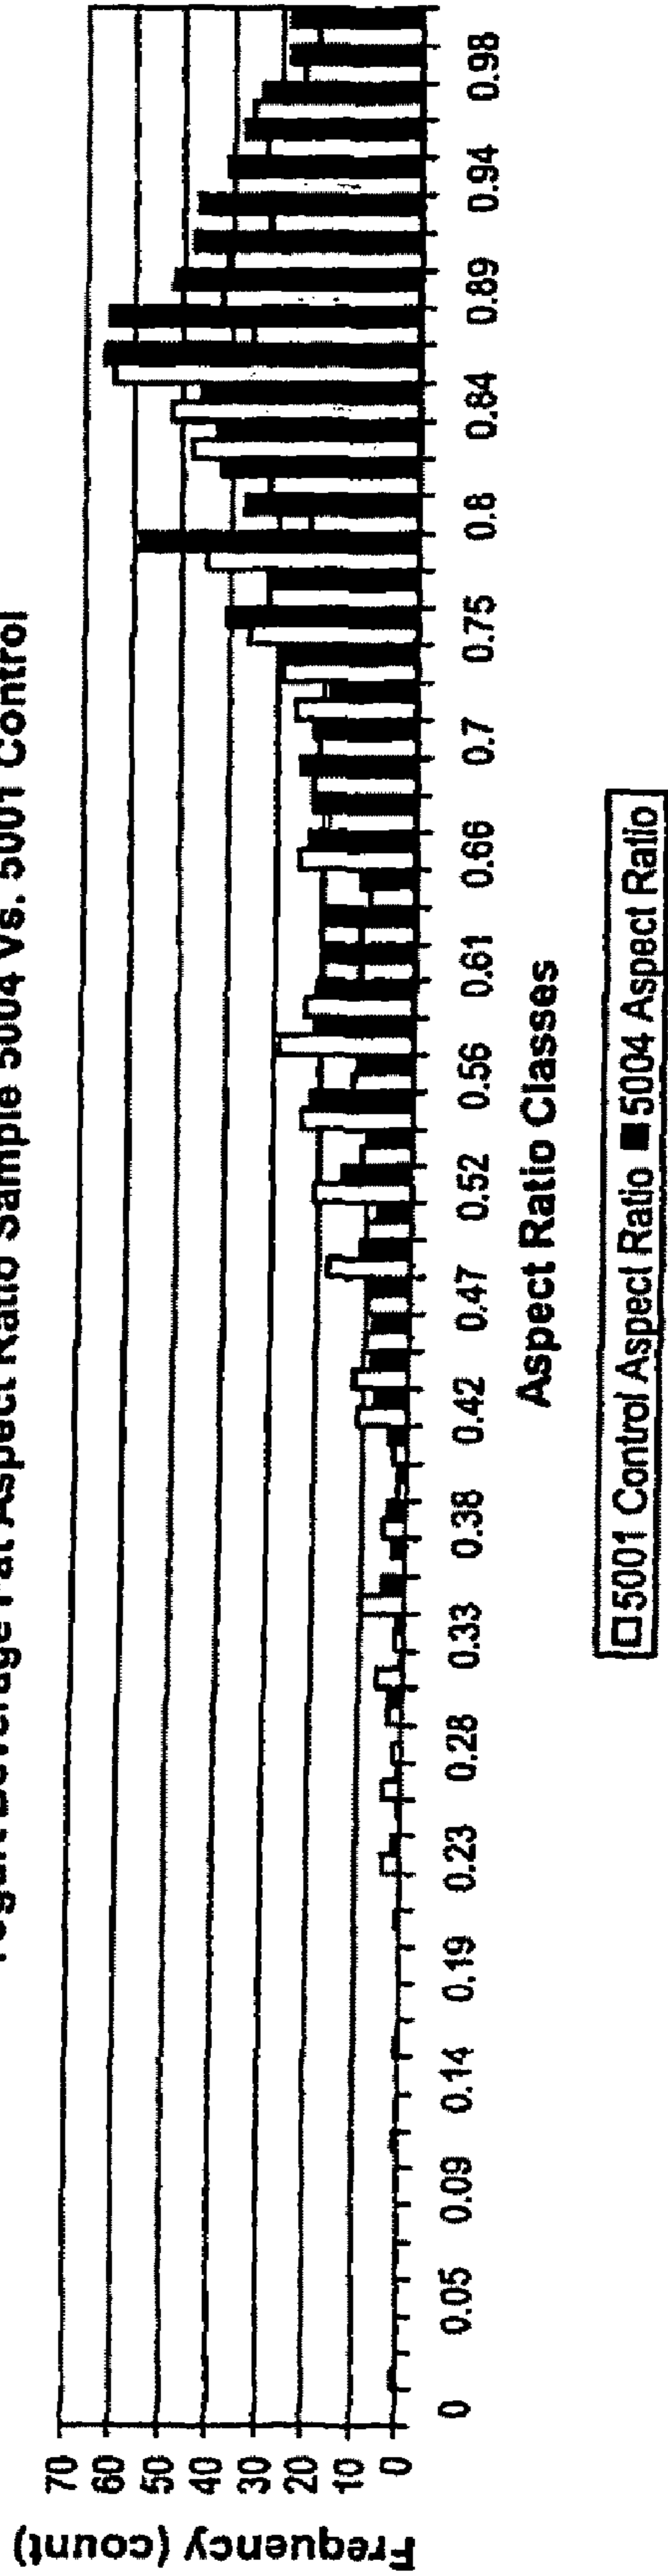 Yogurt Beverage Fat Aspect Ratio Sample 5004 vs. 5001 Control
Frequency (count)
70
60
50
40
30
20
10
0
0 0.05 0.09 0.14 0.19 0.23 0.28 0.33 0.38 0.42 0.47 0.52 0.56 0.61 0.66 0.7 0.75 0.8 0.84 0.89 0.94 0.98
Aspect Ratio Classes
5001 Control Aspect Ratio 5004 Aspect Ratio